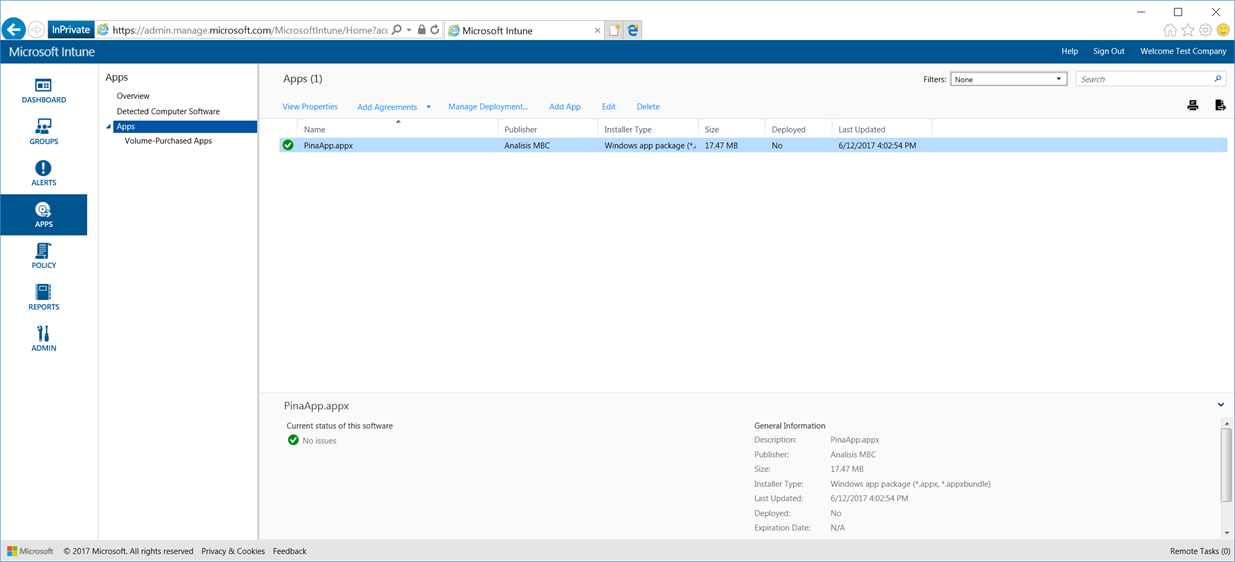 InPrivate https://admin.manage.microsoft.com/MicrosoftIntune/Home?acc Microsoft Intune
Microsoft Intune Help Sign Out Welcome Test Company
DASHBOARD
GROUPS
ALERTS
APPS
POLICY
REPORTS
ADMIN
Apps
Overview
Detected Computer Software
Apps
Volume-Purchased Apps
Apps (1) Filters: None Search
View Properties Add Agreements Manage Deployment... Add App Edit Delete
Name Publisher Installer Type Size Deployed Last Updated
PinaApp.appx Analisis MBC Windows app package (*. 17.47 MB No 6/12/2017 4:02:54 PM
PinaApp.appx
Current status of this software
No issues
General Information
Description: PinaApp.appx
Publisher: Analisis MBC
Size: 17.47 MB
Installer Type: Windows app package (*.appx, *.appxbundle)
Last Updated: 6/12/2017 4:02:54 PM
Deployed: No
Expiration Date: N/A
Microsoft © 2017 Microsoft. All rights reserved Privacy & Cookies Feedback Remote Tasks (0)